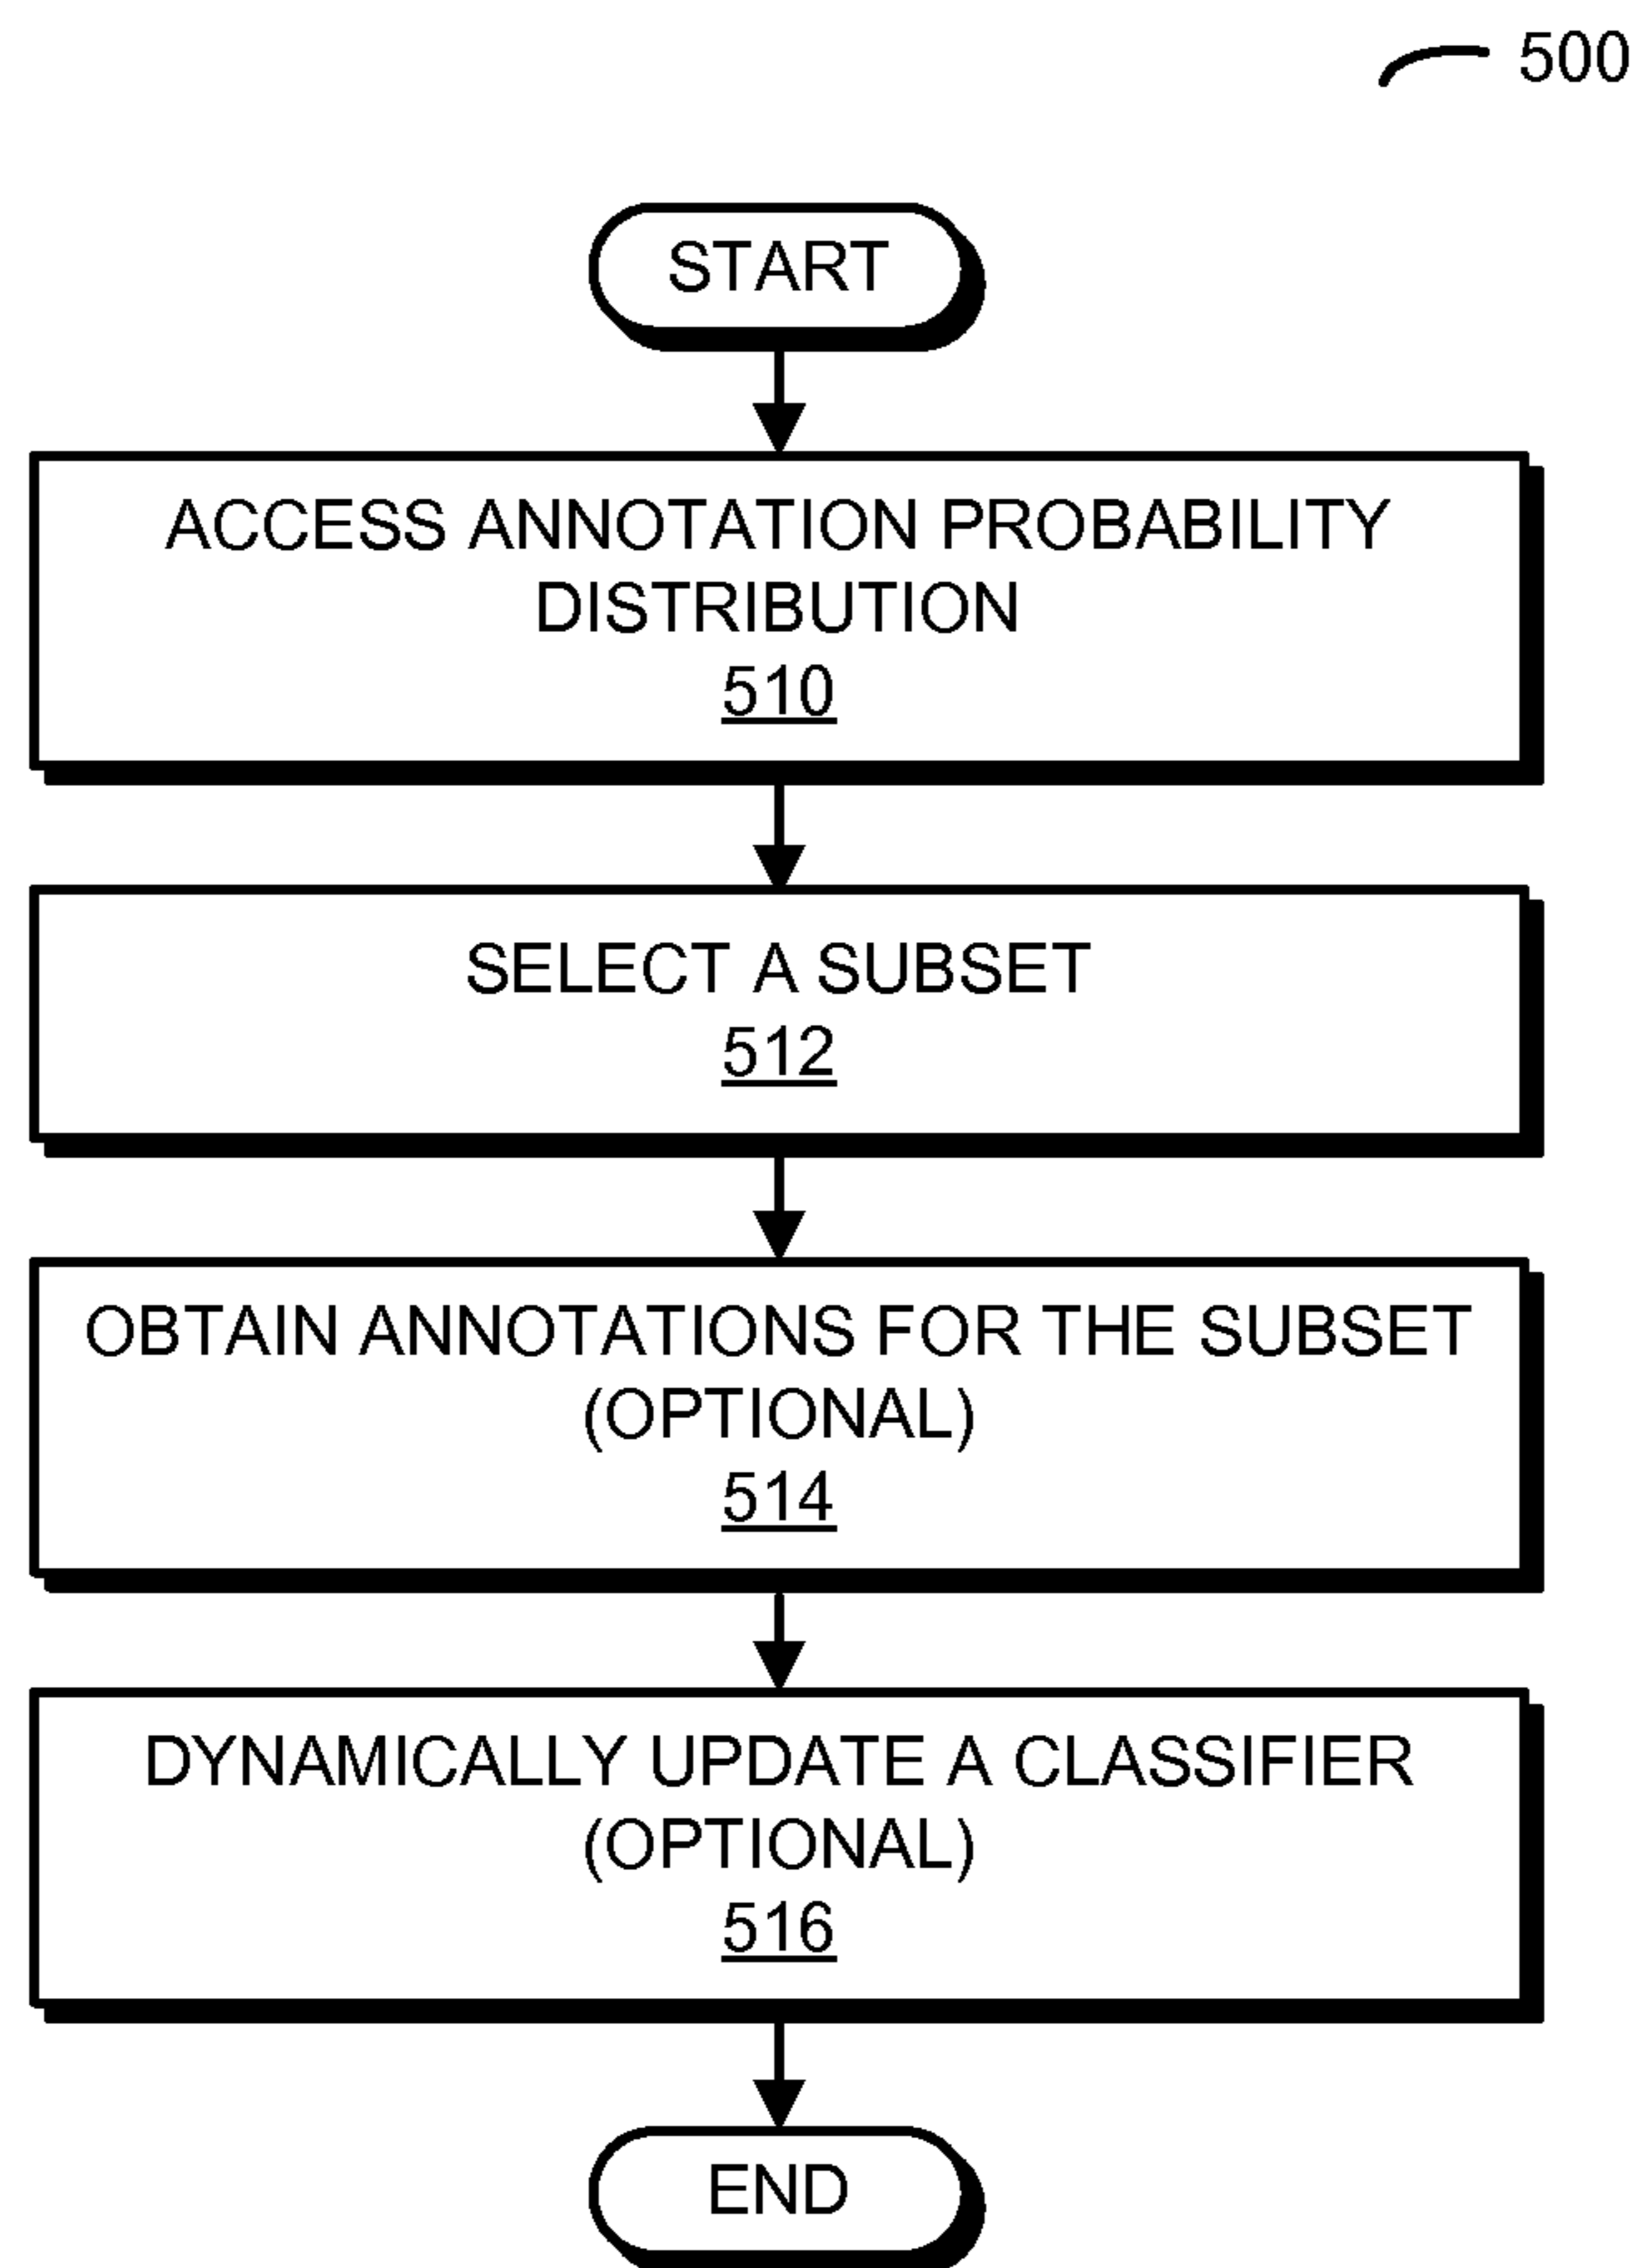 500
START
ACCESS ANNOTATION PROBABILITY
DISTRIBUTION
510
SELECT A SUBSET
512
OBTAIN ANNOTATIONS FOR THE SUBSET
(OPTIONAL)
514
DYNAMICALLY UPDATE A CLASSIFIER
(OPTIONAL)
516
END